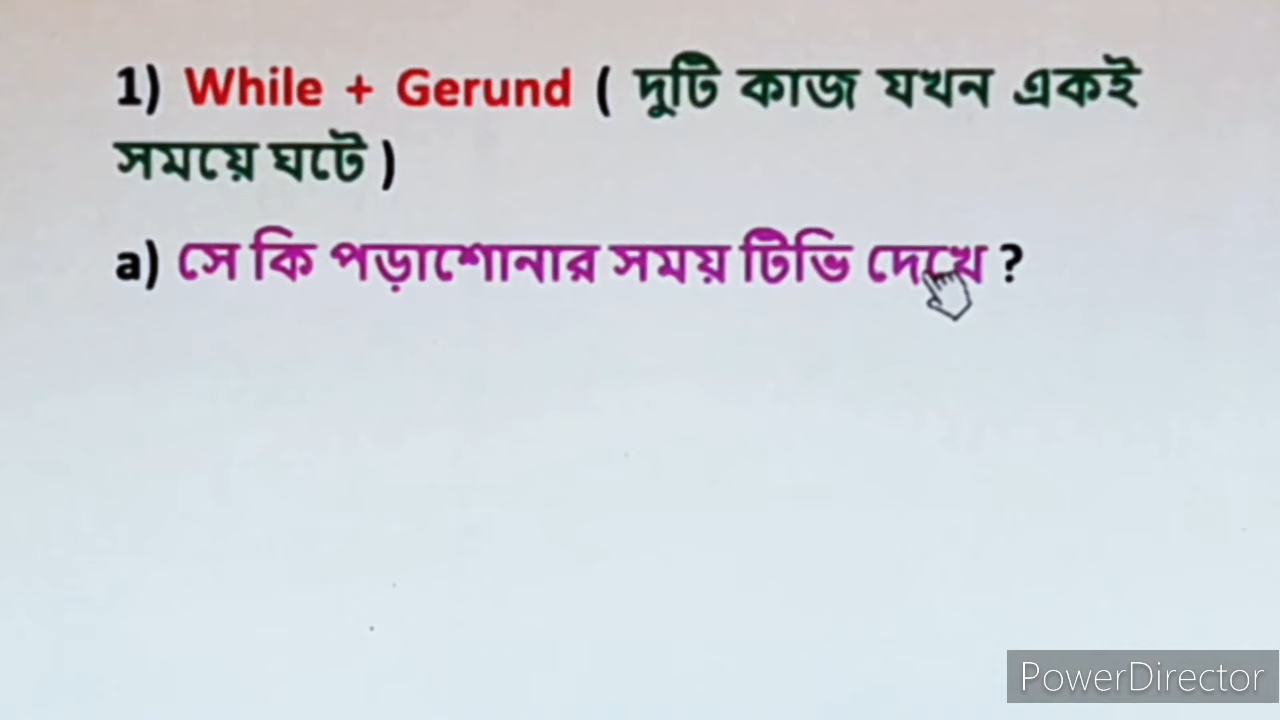 1) While + Gerund ( দুটি কাজ যখন একই
সময়ে ঘটে )
a) সে কি পড়াশোনার সময় টিভি দেখে ?
PowerDirector